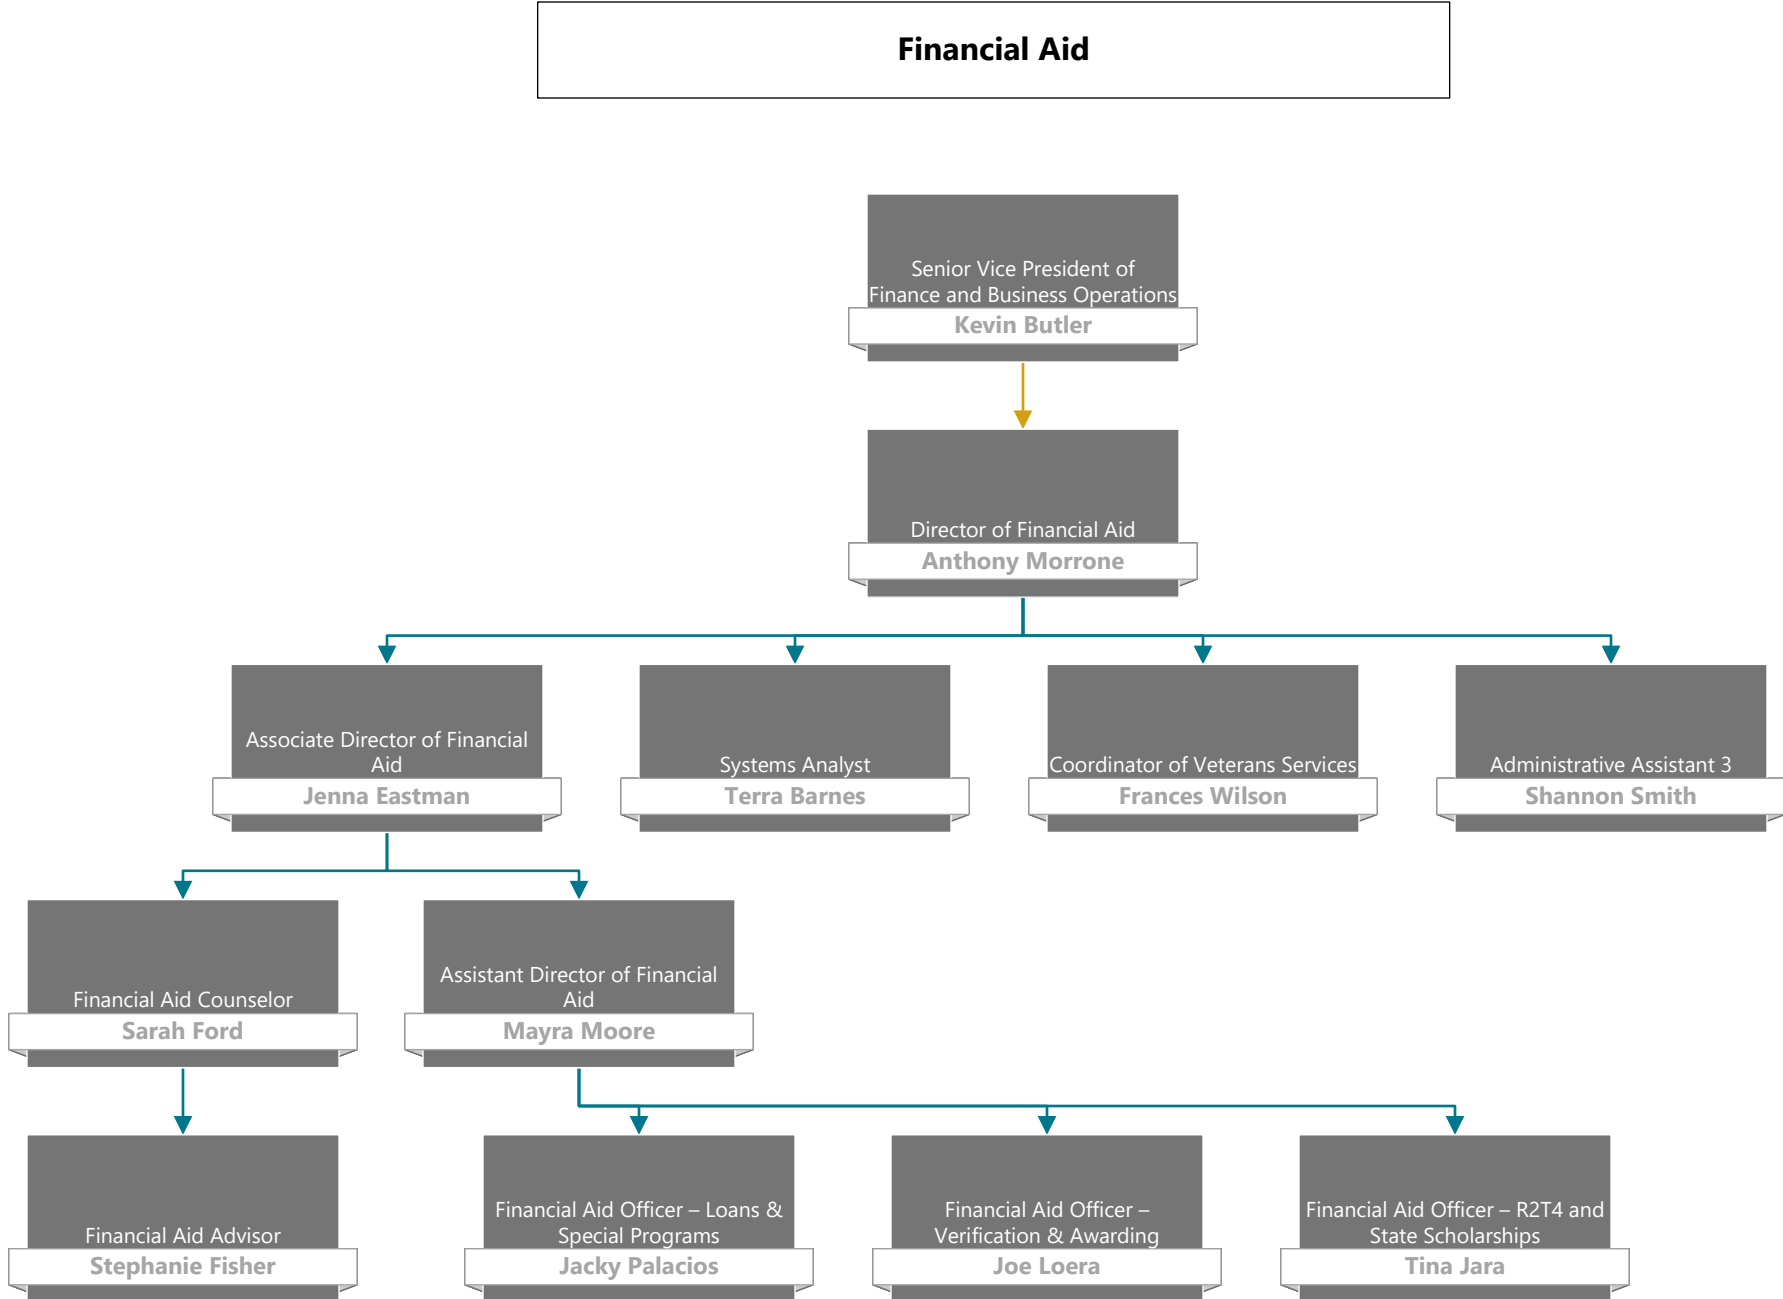 Financial Aid
Senior Vice President of
Finance and Business Operations
Kevin Butler
Director of Financial Aid
Anthony Morrone
Associate Director of Financial
Aid
Jenna Eastman
Systems Analyst
Terra Barnes
Coordinator of Veterans Services
Frances Wilson
Administrative Assistant 3
Shannon Smith
Financial Aid Counselor
Sarah Ford
Assistant Director of Financial
Aid
Mayra Moore
Financial Aid Advisor
Stephanie Fisher
Financial Aid Officer – Loans &
Special Programs
Jacky Palacios
Financial Aid Officer –
Verification & Awarding
Joe Loera
Financial Aid Officer – R2T4 and
State Scholarships
Tina Jara